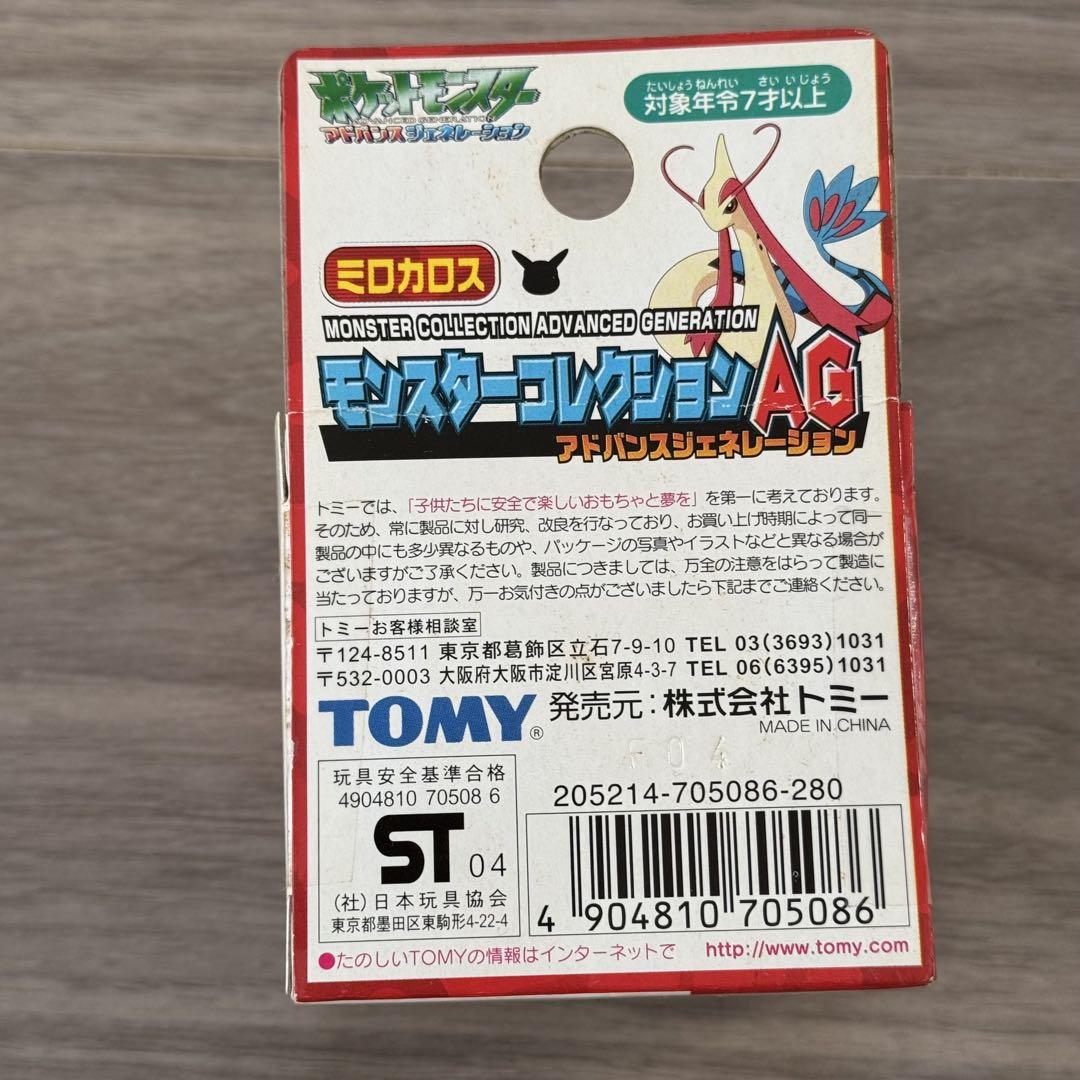 ポケットモンスター
ADVANCED GENERATION
アドバンスジェネレーション
たいしょうねんれい さいいじょう
対象年令7才以上
ミロカロス
MONSTER COLLECTION ADVANCED GENERATION
モンスターコレクションAG
アドバンスジェネレーション
トミーでは、「子供たちに安全で楽しいおもちゃと夢を」を第一に考えております。
そのため、常に製品に対し研究、改良を行なっており、お買い上げ時期によって同一
製品の中にも多少異なるものや、パッケージの写真やイラストなどと異なる場合が
ございますがご了承ください。製品につきましては、万全の注意をはらって製造に
当たっておりますが、万一お気付きの点がございましたら下記までご連絡ください。
トミーお客様相談室
〒124-8511 東京都葛飾区立石7-9-10 TEL 03(3693)1031
〒532-0003 大阪府大阪市淀川区宮原4-3-7 TEL 06(6395)1031
TOMY® 発売元:株式会社トミー
MADE IN CHINA
玩具安全基準合格
4904810 70508 6
ST 04
(社)日本玩具協会
東京都墨田区東駒形4-22-4
205214-705086-280
4 904810 705086
●たのしいTOMYの情報はインターネットで http://www.tomy.com